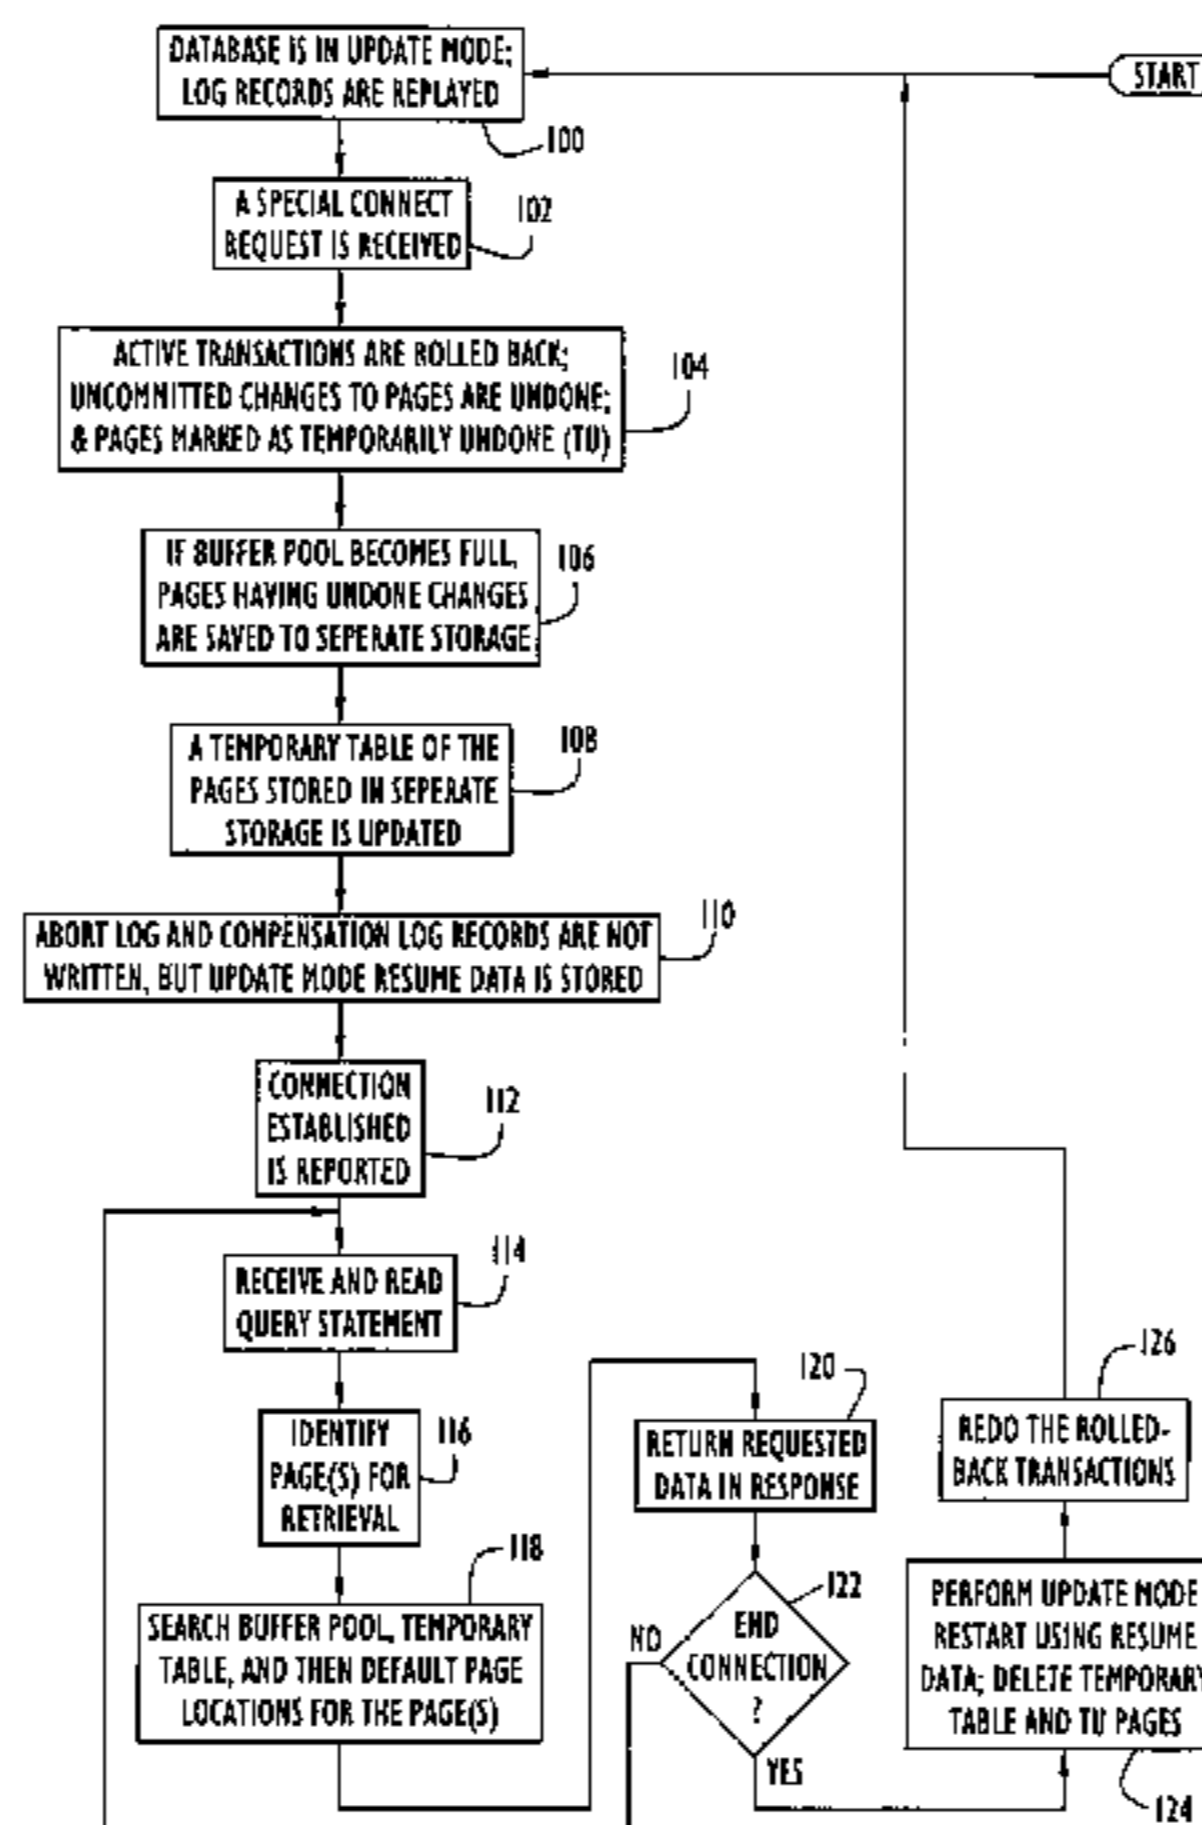 START
DATABASE IS IN UPDATE MODE;
LOG RECORDS ARE REPLAYED
100
A SPECIAL CONNECT
REQUEST IS RECEIVED
102
ACTIVE TRANSACTIONS ARE ROLLED BACK;
UNCOMMITTED CHANGES TO PAGES ARE UNDONE;
& PAGES MARKED AS TEMPORARILY UNDONE (TU)
104
IF BUFFER POOL BECOMES FULL,
PAGES HAVING UNDONE CHANGES
ARE SAVED TO SEPERATE STORAGE
106
A TEMPORARY TABLE OF THE
PAGES STORED IN SEPERATE
STORAGE IS UPDATED
108
ABORT LOG AND COMPENSATION LOG RECORDS ARE NOT
WRITTEN, BUT UPDATE MODE RESUME DATA IS STORED
110
CONNECTION
ESTABLISHED
IS REPORTED
112
RECEIVE AND READ
QUERY STATEMENT
114
IDENTIFY
PAGE(S) FOR
RETRIEVAL
116
SEARCH BUFFER POOL, TEMPORARY
TABLE, AND THEN DEFAULT PAGE
LOCATIONS FOR THE PAGE(S)
118
RETURN REQUESTED
DATA IN RESPONSE
120
END
CONNECTION
?
122
NO
YES
PERFORM UPDATE MODE
RESTART USING RESUME
DATA; DELETE TEMPORARY
TABLE AND TU PAGES
124
REDO THE ROLLED-
BACK TRANSACTIONS
126